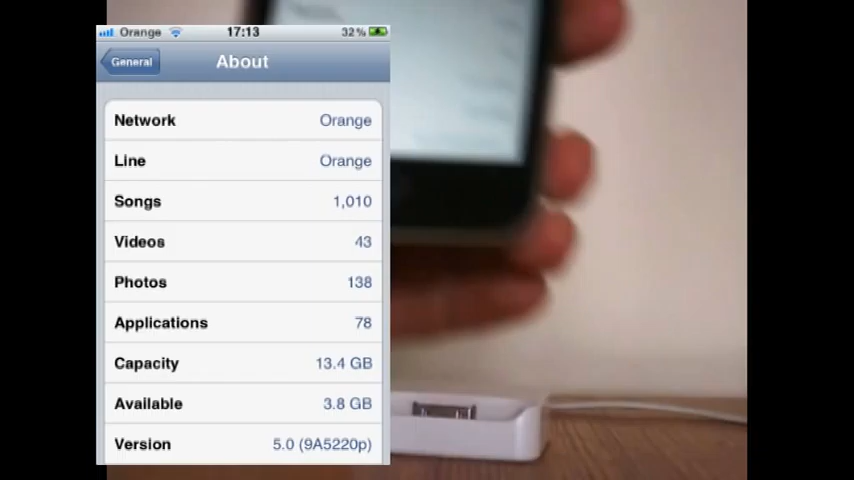 Orange 17:13 32%
General About
Network Orange
Line Orange
Songs 1,010
Videos 43
Photos 138
Applications 78
Capacity 13.4 GB
Available 3.8 GB
Version 5.0 (9A5220p)